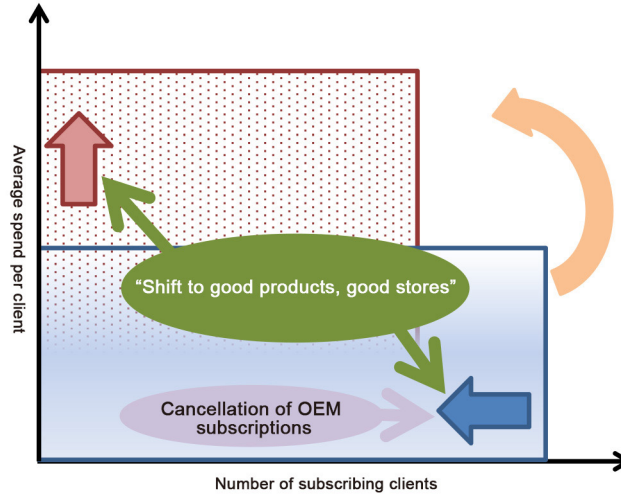 Average spend per
client
“Shift to good products, good stores”
Cancellation of OEM
subscriptions
Number of subscribing clients